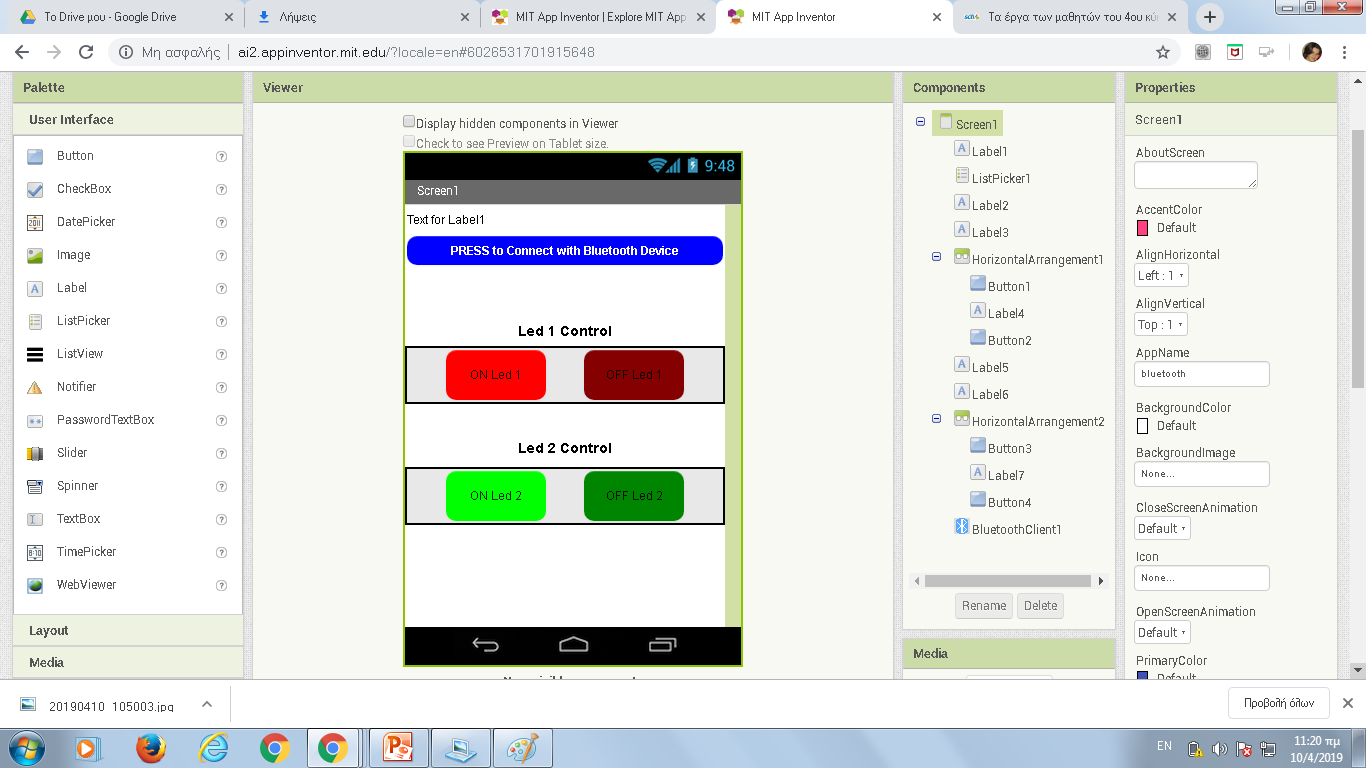 Το Drive μου - Google Drive
Λήψεις
MIT App Inventor | Explore MIT App
MIT App Inventor
Τα έργα των μαθητών του 4ου κύ
Μη ασφαλής | ai2.appinventor.mit.edu/?locale=en#6026531701915648
Palette
User Interface
Button
CheckBox
DatePicker
Image
Label
ListPicker
ListView
Notifier
PasswordTextBox
Slider
Spinner
TextBox
TimePicker
WebViewer
Layout
Media
Viewer
Display hidden components in Viewer
Check to see Preview on Tablet size.
9:48
Screen1
Text for Label1
PRESS to Connect with Bluetooth Device
Led 1 Control
ON Led 1 OFF Led 1
Led 2 Control
ON Led 2 OFF Led 2
Components
Screen1
Label1
ListPicker1
Label2
Label3
HorizontalArrangement1
Button1
Label4
Button2
Label5
Label6
HorizontalArrangement2
Button3
Label7
Button4
BluetoothClient1
Rename Delete
Media
Properties
Screen1
AboutScreen
AccentColor
Default
AlignHorizontal
Left : 1
AlignVertical
Top : 1
AppName
bluetooth
BackgroundColor
Default
BackgroundImage
None...
CloseScreenAnimation
Default
Icon
None...
OpenScreenAnimation
Default
PrimaryColor
Default
20190410_105003.jpg
Προβολή όλων
EN
11:20 πμ
10/4/2019